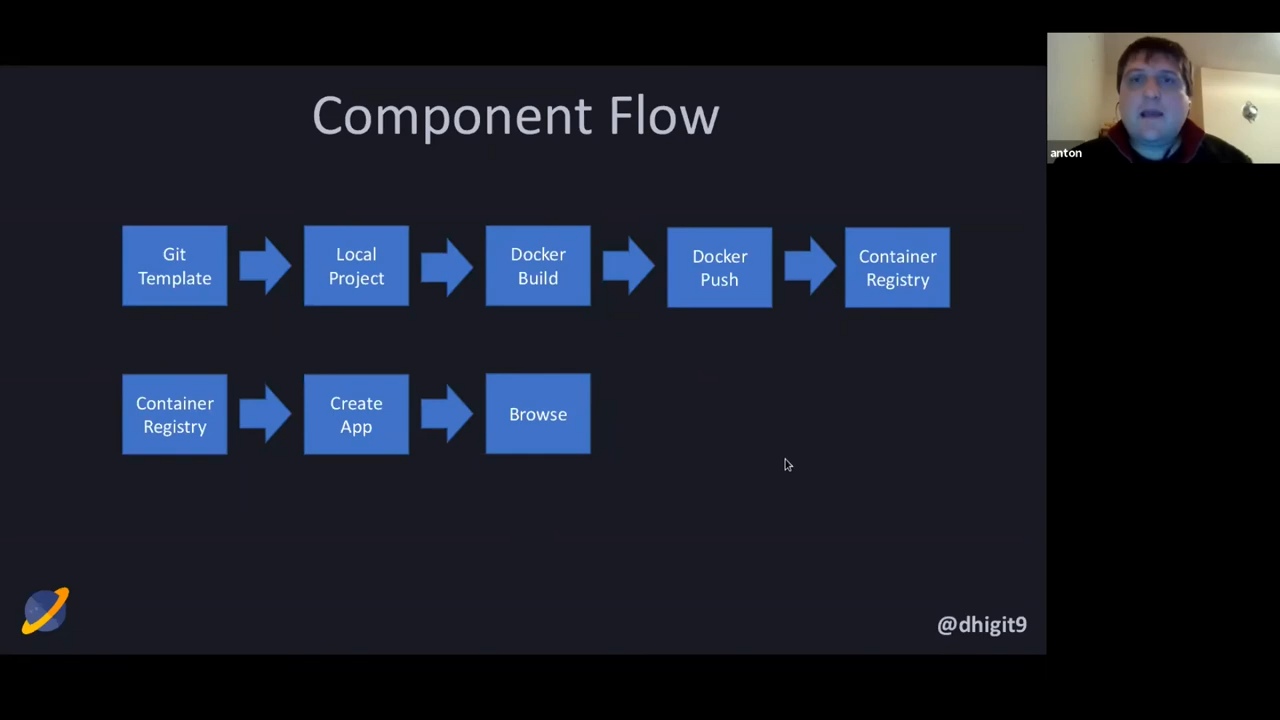 Component Flow
anton
Git
Template
Local
Project
Docker
Build
Docker
Push
Container
Registry
Container
Registry
Create
App
Browse
@dhigit9